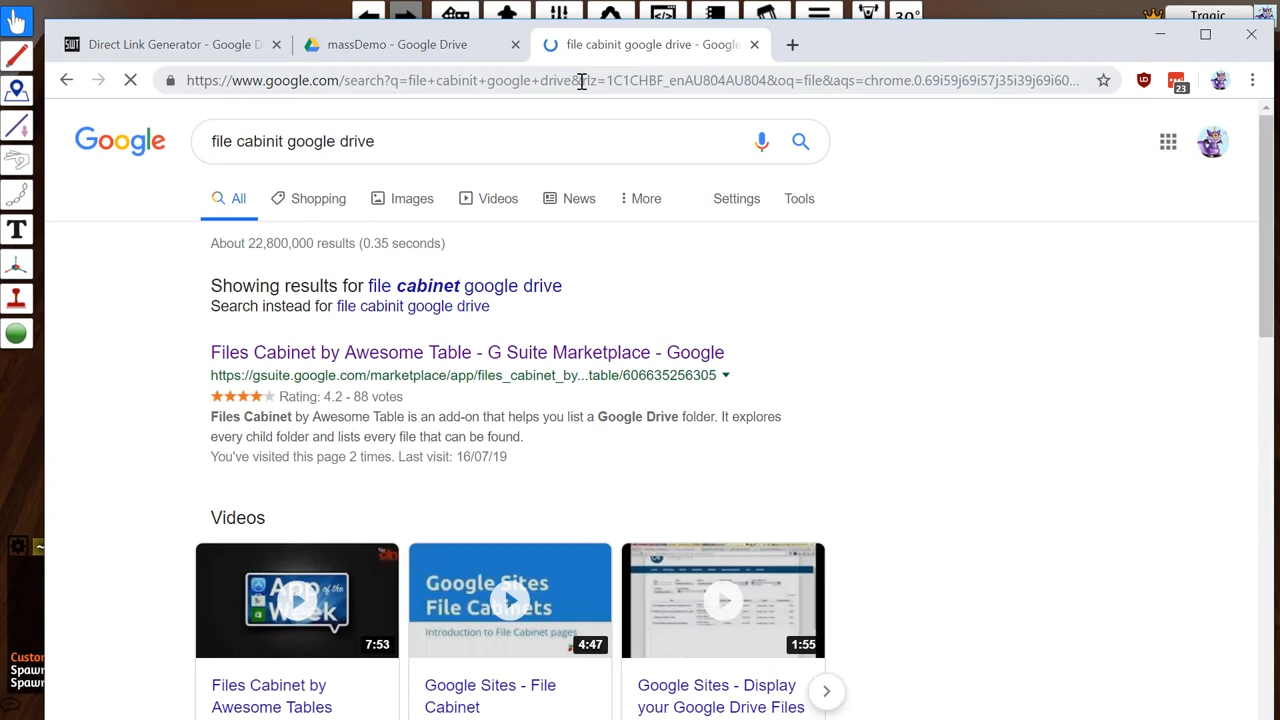 30°
Tragic
SWT Direct Link Generator - Google D
massDemo - Google Drive
file cabinit google drive - Google
https://www.google.com/search?q=file+cabinit+google+drive&rlz=1C1CHBF_enAU804AU804&oq=file&aqs=chrome.0.69i59j69i57j35i39j69i60...
23
Google
file cabinit google drive
All Shopping Images Videos News More Settings Tools
About 22,800,000 results (0.35 seconds)
Showing results for file cabinet google drive
Search instead for file cabinit google drive
Files Cabinet by Awesome Table - G Suite Marketplace - Google
https://gsuite.google.com/marketplace/app/files_cabinet_by...table/606635256305
Rating: 4.2 - 88 votes
Files Cabinet by Awesome Table is an add-on that helps you list a Google Drive folder. It explores
every child folder and lists every file that can be found.
You've visited this page 2 times. Last visit: 16/07/19
Videos
App of the Week
7:53
Google Sites
File Cabinets
Introduction to File Cabinet pages
4:47
1:55
Files Cabinet by
Awesome Tables
Google Sites - File
Cabinet
Google Sites - Display
your Google Drive Files
T
Custo
Spaw
Spawn